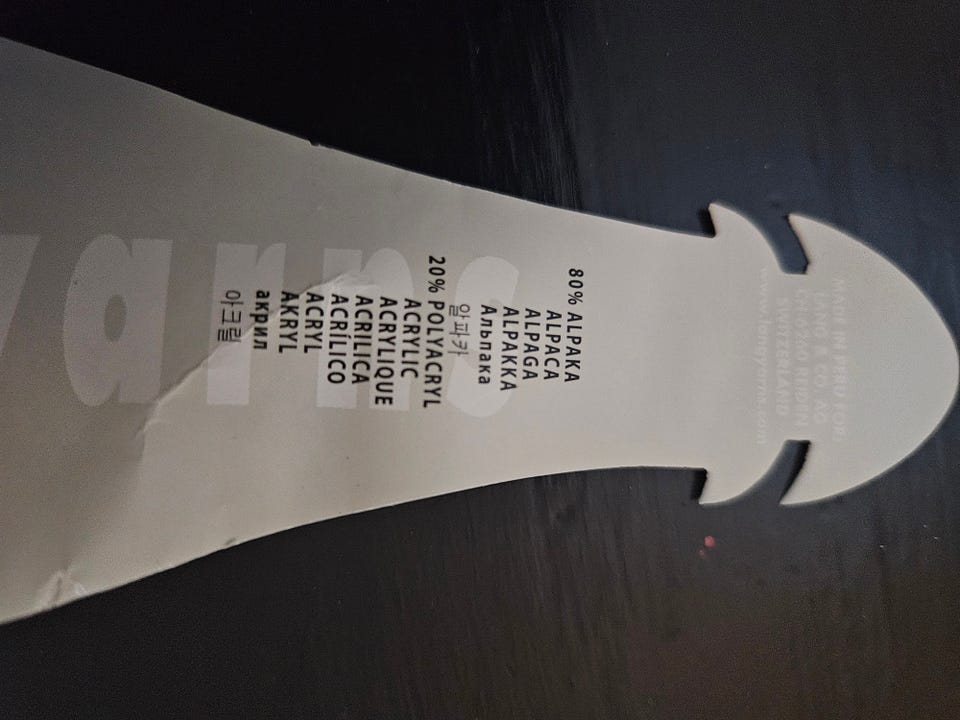 MADE IN PERU FOR:
LANG & CO. AG
CH-6260 REIDEN
SWITZERLAND
www.langyarns.com
80% ALPAKA
ALPACA
ALPAGA
ALPAKKA
Альпака
알파카
20% POLYACRYL
ACRYLIC
ACRYLIQUE
ACRILICA
ACRÍLICO
ACRYL
AKRYL
акрил
아크릴
yarns